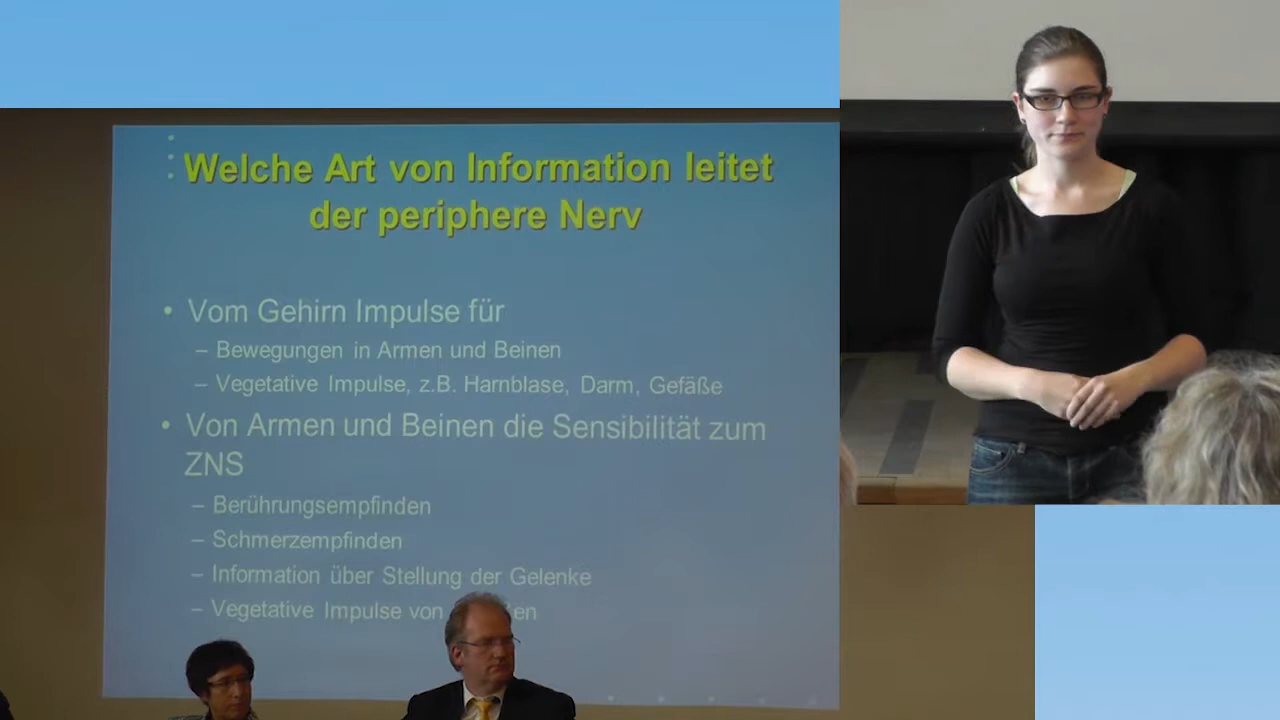 Welche Art von Information leitet
der periphere Nerv
• Vom Gehirn Impulse für
– Bewegungen in Armen und Beinen
– Vegetative Impulse, z.B. Harnblase, Darm, Gefäße
• Von Armen und Beinen die Sensibilität zum
ZNS
– Berührungsempfinden
– Schmerzempfinden
– Information über Stellung der Gelenke
– Vegetative Impulse von